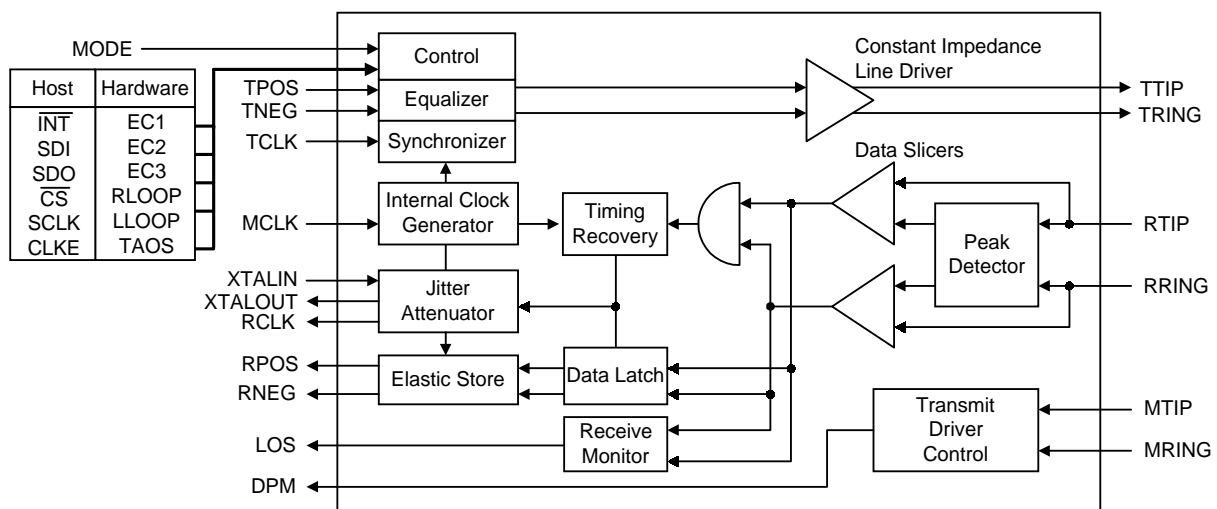 MODE
Host Hardware
INT EC1
SDI EC2
SDO EC3
CS RLOOP
SCLK LLOOP
CLKE TAOS
TPOS
TNEG
TCLK
MCLK
XTALIN
XTALOUT
RCLK
RPOS
RNEG
LOS
DPM
Control
Equalizer
Synchronizer
Internal Clock
Generator
Jitter
Attenuator
Elastic Store
Timing
Recovery
Data Latch
Receive
Monitor
Constant Impedance
Line Driver
Data Slicers
Peak
Detector
Transmit
Driver
Control
TTIP
TRING
RTIP
RRING
MTIP
MRING